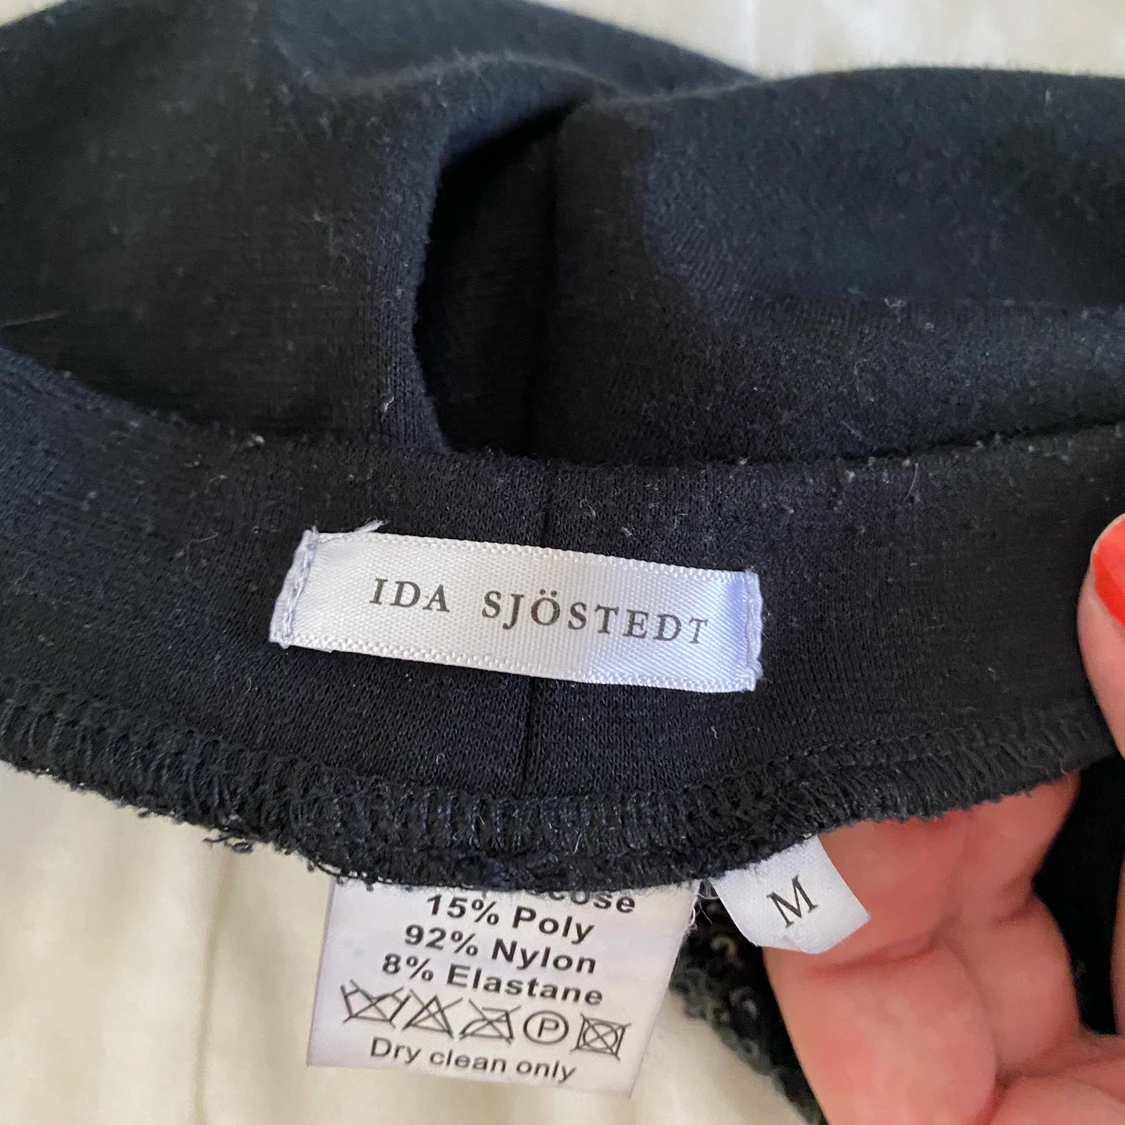 IDA SJÖSTEDT
M
15% Poly
92% Nylon
8% Elastane
P
Dry clean only